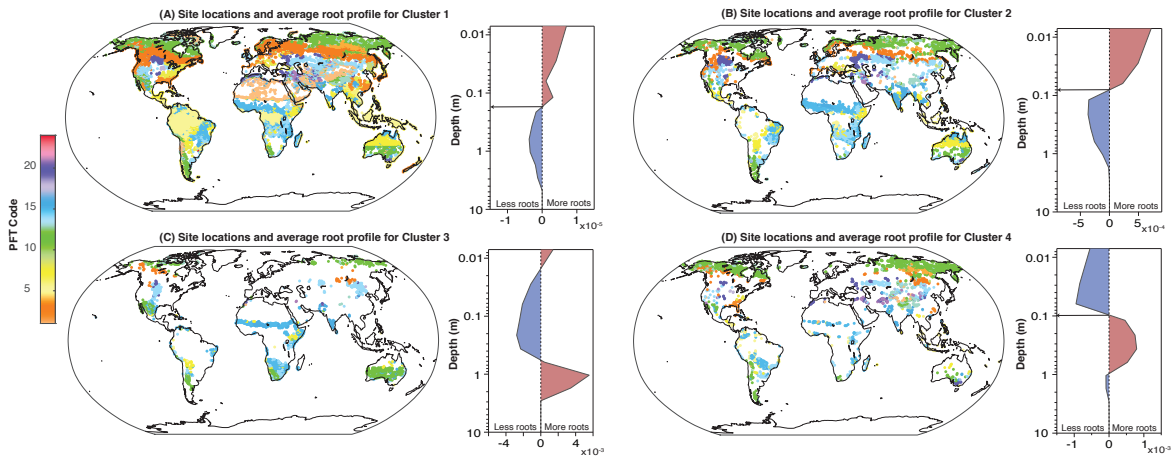 (A) Site locations and average root profile for Cluster 1
0.01
0.1
1
10
Depth (m)
Less roots
More roots
-1
0
1
x10-5
(B) Site locations and average root profile for Cluster 2
0.01
0.1
1
10
Depth (m)
Less roots
More roots
-5
0
5
x10-4
PFT Code
20
15
10
5
(C) Site locations and average root profile for Cluster 3
0.01
0.1
1
10
Depth (m)
Less roots
More roots
-4
0
4
x10-3
(D) Site locations and average root profile for Cluster 4
0.01
0.1
1
10
Depth (m)
Less roots
More roots
-1
0
1
x10-3